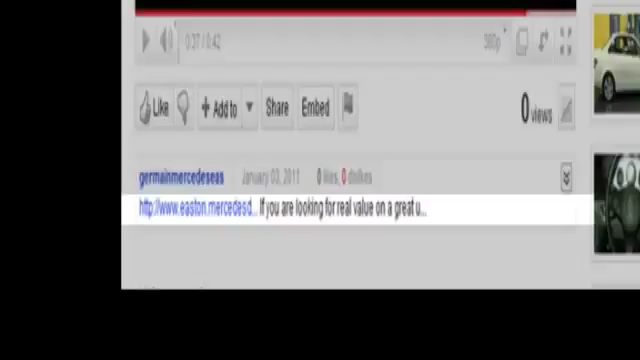 0:37 / 0:42 360p
Like + Add to Share Embed 0 views
germainmercedeseas January 03, 2011 0 likes, 0 dislikes
http://www.easton.mercedesd... If you are looking for real value on a great u...